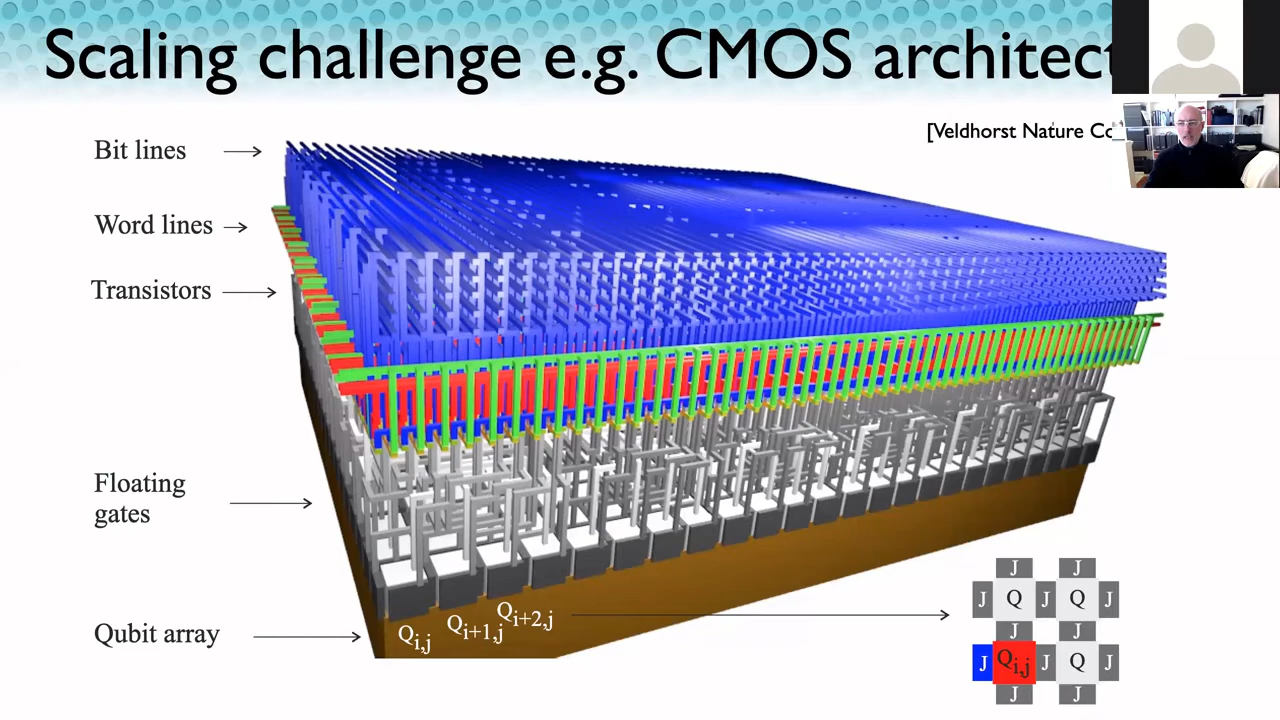 Scaling challenge e.g. CMOS architect
[Veldhorst Nature Co
Bit lines
Word lines
Transistors
Floating
gates
Qubit array
Qi,j
Qi+1,j
Qi+2,j
J J
J Q J Q J
J J
J Qi,j J Q J
J J